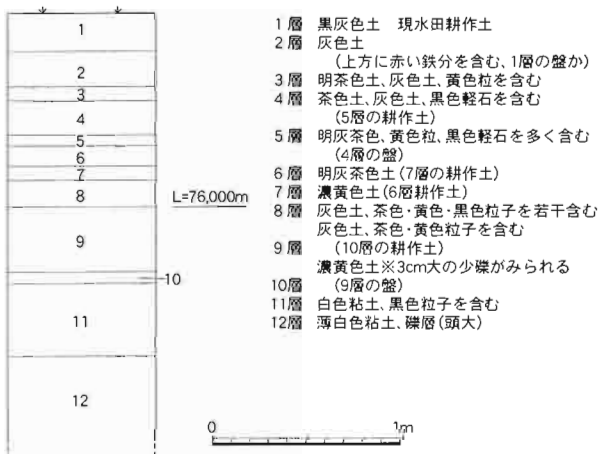 1
2
3
4
5
6
7
8
L=76,000m
9
10
11
12
1層 黒灰色土 現水田耕作土
2層 灰色土
(上方に赤い鉄分を含む、1層の盤か)
3層 明茶色土、灰色土、黄色粒を含む
4層 茶色土、灰色土、黒色軽石を含む
(5層の耕作土)
5層 明灰茶色、黄色粒、黒色軽石を多く含む
(4層の盤)
6層 明灰茶色土(7層の耕作土)
7層 濃黄色土(6層耕作土)
8層 灰色土、茶色・黄色・黒色粒子を若干含む
灰色土、茶色・黄色粒子を含む
9層 (10層の耕作土)
濃黄色土※3cm大の少礫がみられる
10層 (9層の盤)
11層 白色粘土、黒色粒子を含む
12層 薄白色粘土、礫層(頭大)
0 1m